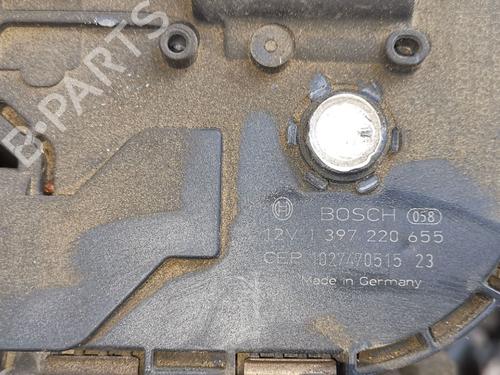 B-PARTS
BOSCH 058
12V 1 397 220 655
CEP 1027470515 23
Made in Germany